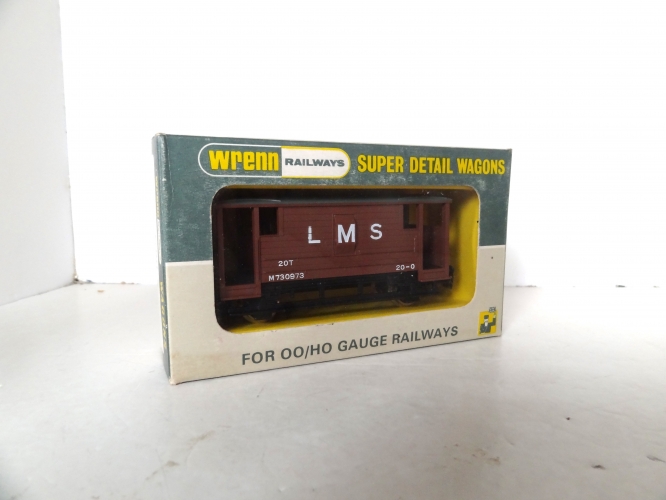 wrenn RAILWAYS SUPER DETAIL WAGONS
L M S
20T
M730973 20-0
FOR OO/HO GAUGE RAILWAYS